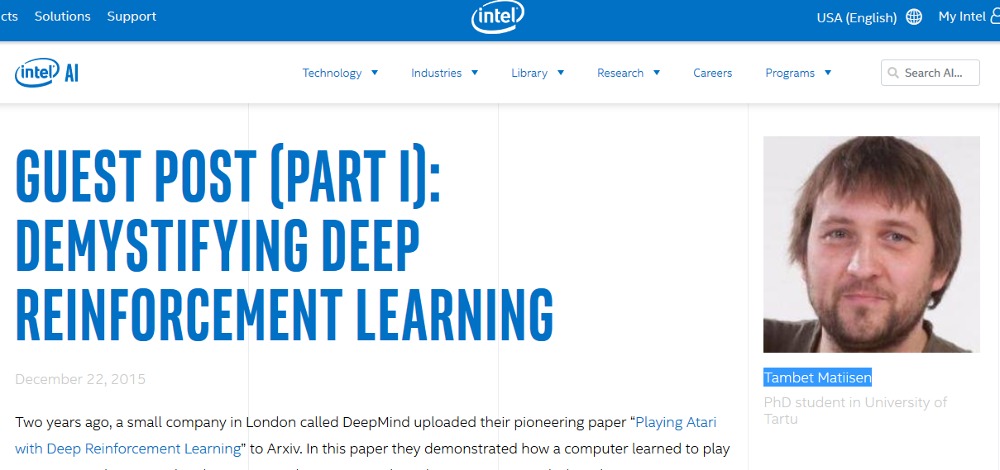 cts Solutions Support
intel
USA (English) My Intel
intel AI
Technology Industries Library Research Careers Programs
Search AI...
GUEST POST (PART I):
DEMYSTIFYING DEEP
REINFORCEMENT LEARNING
December 22, 2015
Two years ago, a small company in London called DeepMind uploaded their pioneering paper “Playing Atari
with Deep Reinforcement Learning” to Arxiv. In this paper they demonstrated how a computer learned to play
Tambet Matiisen
PhD student in University of
Tartu